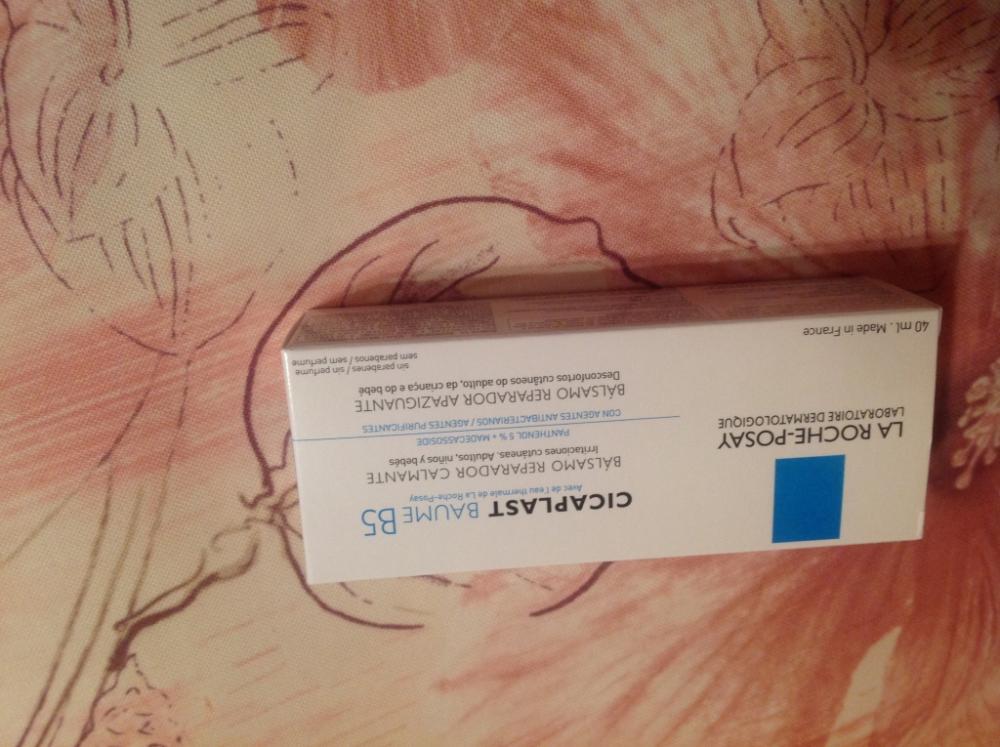 LA ROCHE-POSAY
LABORATOIRE DERMATOLOGIQUE
40 ml . Made in France
CICAPLAST BAUME B5
Avec de l'eau thermale de La Roche-Posay
BÁLSAMO REPARADOR CALMANTE
Irritaciones cutáneas. Adultos, niños y bebés
PANTHENOL 5 % • MADECASSOSIDE
CON AGENTES ANTIBACTERIANOS / AGENTES PURIFICANTES
BÁLSAMO REPARADOR APAZIGUANTE
Desconfortos cutâneos do adulto, da criança e do bebé
sin parabenes / sin perfume
sem parabenos / sem perfume